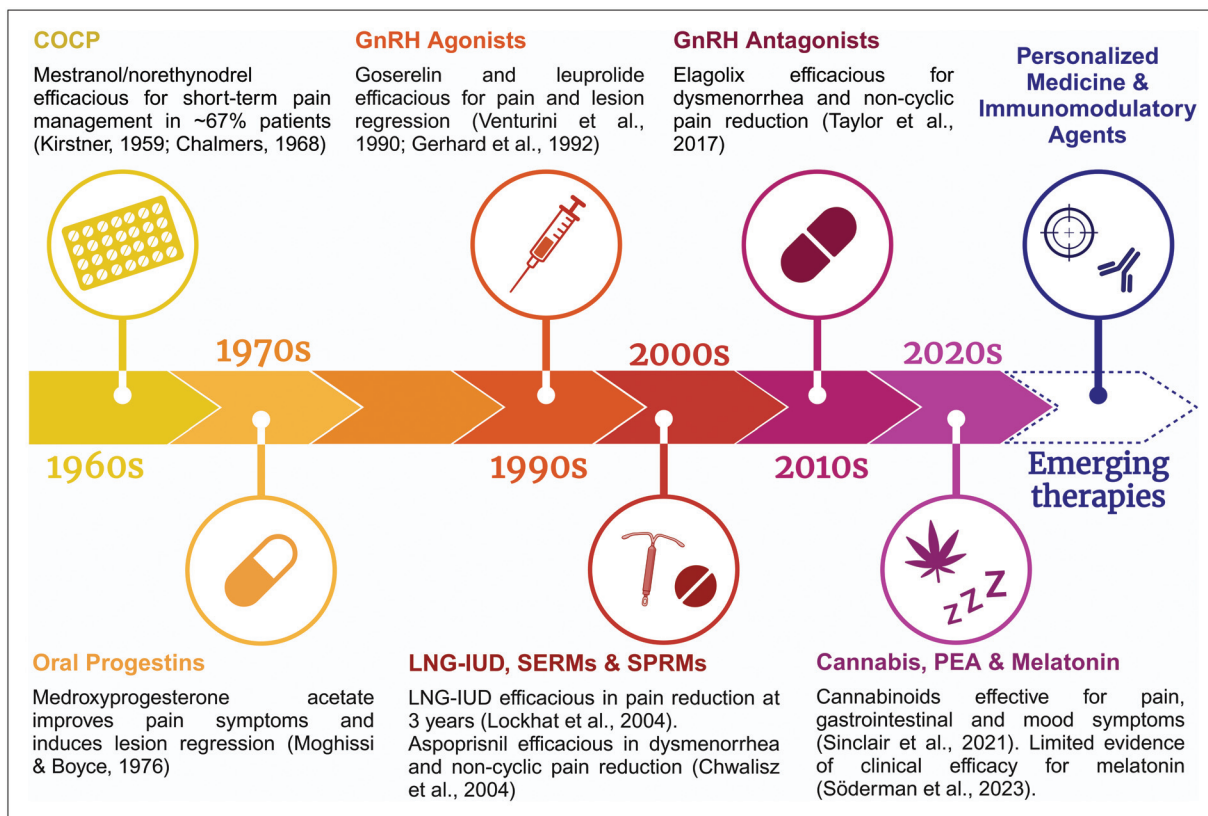 COCP
Mestranol/norethynodrel
efficacious for short-term pain
management in ~67% patients
(Kirstner, 1959; Chalmers, 1968)
GnRH Agonists
Goserelin and leuprolide
efficacious for pain and lesion
regression (Venturini et al.,
1990; Gerhard et al., 1992)
GnRH Antagonists
Elagolix efficacious for
dysmenorrhea and non-cyclic
pain reduction (Taylor et al.,
2017)
Personalized
Medicine &
Immunomodulatory
Agents
1970s
2000s
2020s
1960s
1990s
2010s
Emerging
therapies
z z z
Oral Progestins
Medroxyprogesterone acetate
improves pain symptoms and
induces lesion regression (Moghissi
& Boyce, 1976)
LNG-IUD, SERMs & SPRMs
LNG-IUD efficacious in pain reduction at
3 years (Lockhat et al., 2004).
Aspoprisnil efficacious in dysmenorrhea
and non-cyclic pain reduction (Chwalisz
et al., 2004)
Cannabis, PEA & Melatonin
Cannabinoids effective for pain,
gastrointestinal and mood symptoms
(Sinclair et al., 2021). Limited evidence
of clinical efficacy for melatonin
(Söderman et al., 2023).